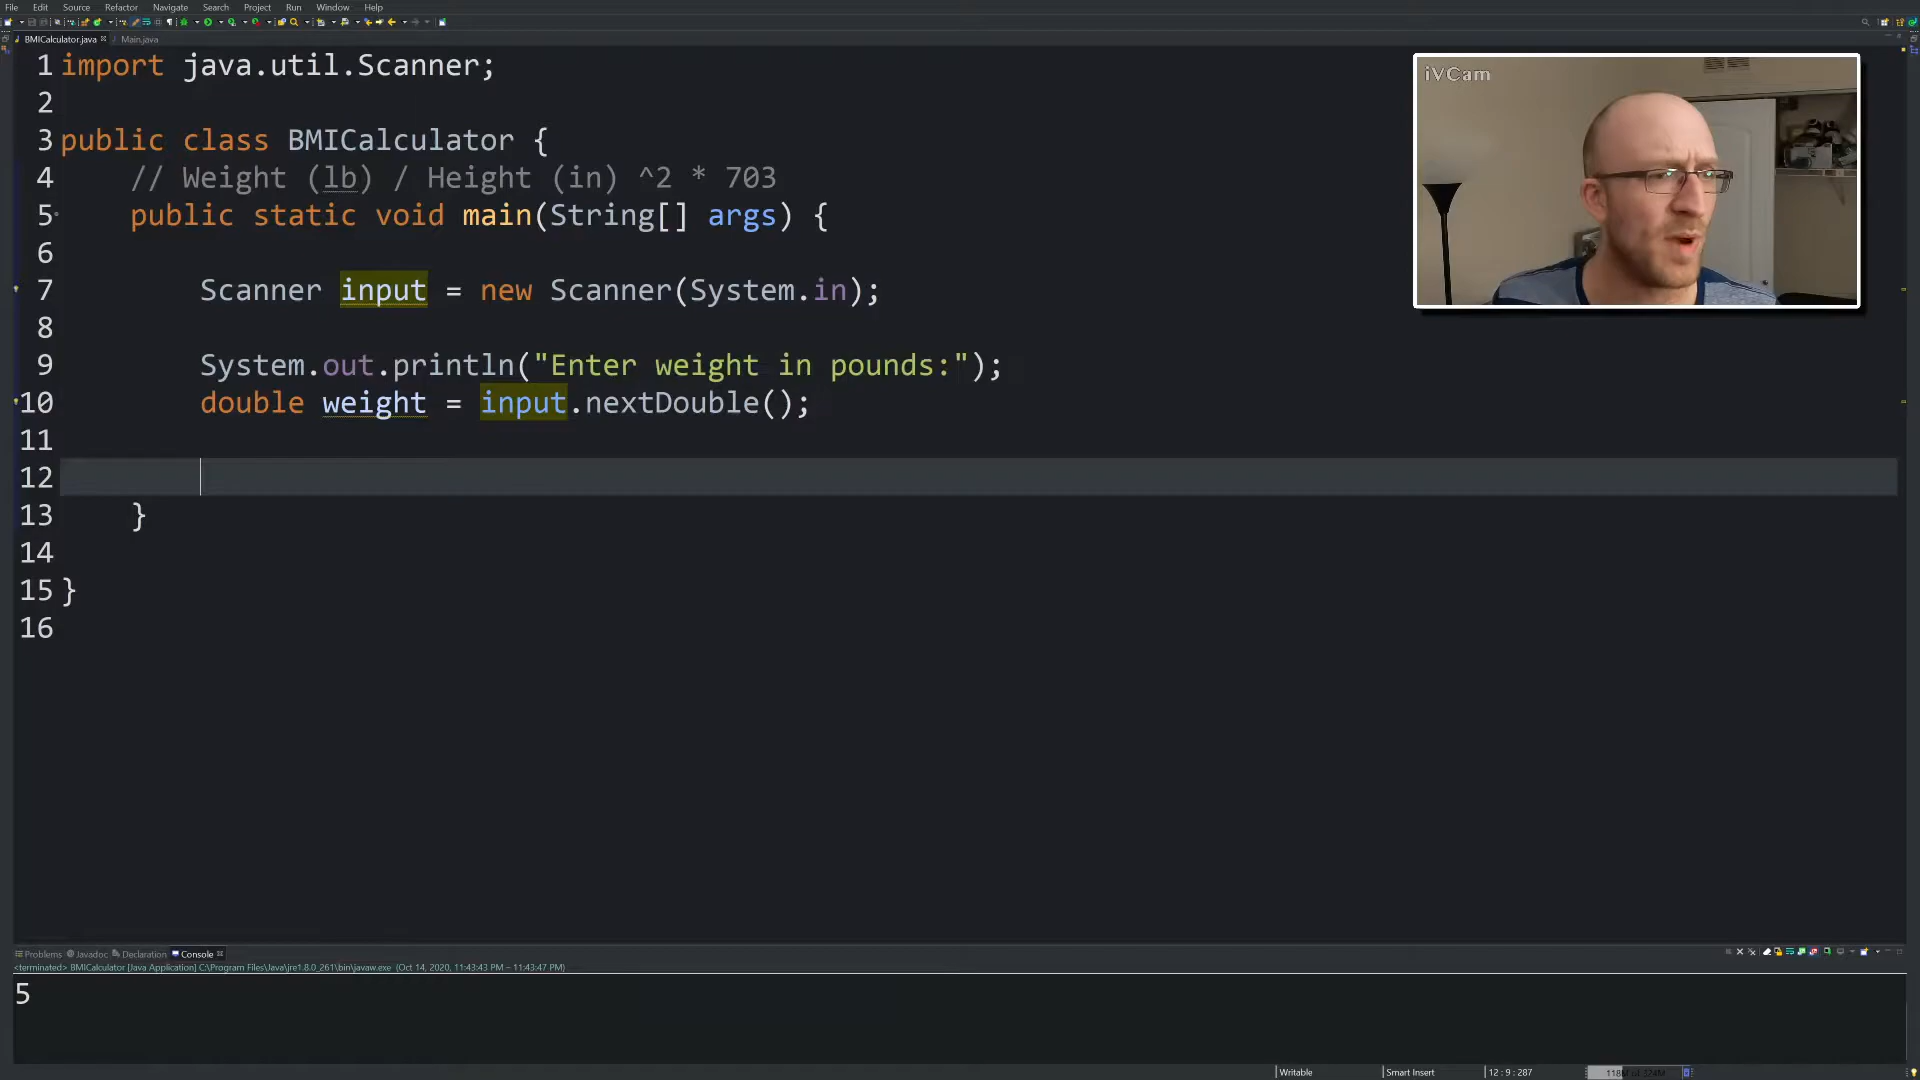 File Edit Source Refactor Navigate Search Project Run Window Help
BMICalculator.java Main.java
1 import java.util.Scanner;
2
3 public class BMICalculator {
4 // Weight (lb) / Height (in) ^2 * 703
5 public static void main(String[] args) {
6
7 Scanner input = new Scanner(System.in);
8
9 System.out.println("Enter weight in pounds:");
10 double weight = input.nextDouble();
11
12
13 }
14
15 }
16
iVCam
Problems Javadoc Declaration Console
<terminated> BMICalculator [Java Application] C:\Program Files\Java\jre1.8.0_261\bin\javaw.exe (Oct 14, 2020, 11:43:43 PM – 11:43:47 PM)
5
Writable Smart Insert 12 : 9 : 287